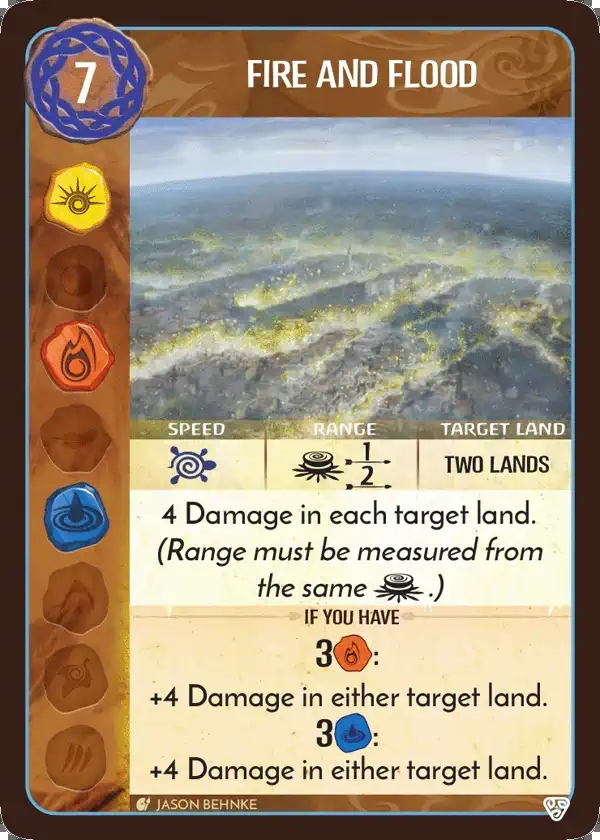 7
FIRE AND FLOOD
SPEED RANGE TARGET LAND
1
2
TWO LANDS
4 Damage in each target land.
(Range must be measured from
the same .)
IF YOU HAVE
3 :
+4 Damage in either target land.
3 :
+4 Damage in either target land.
JASON BEHNKE